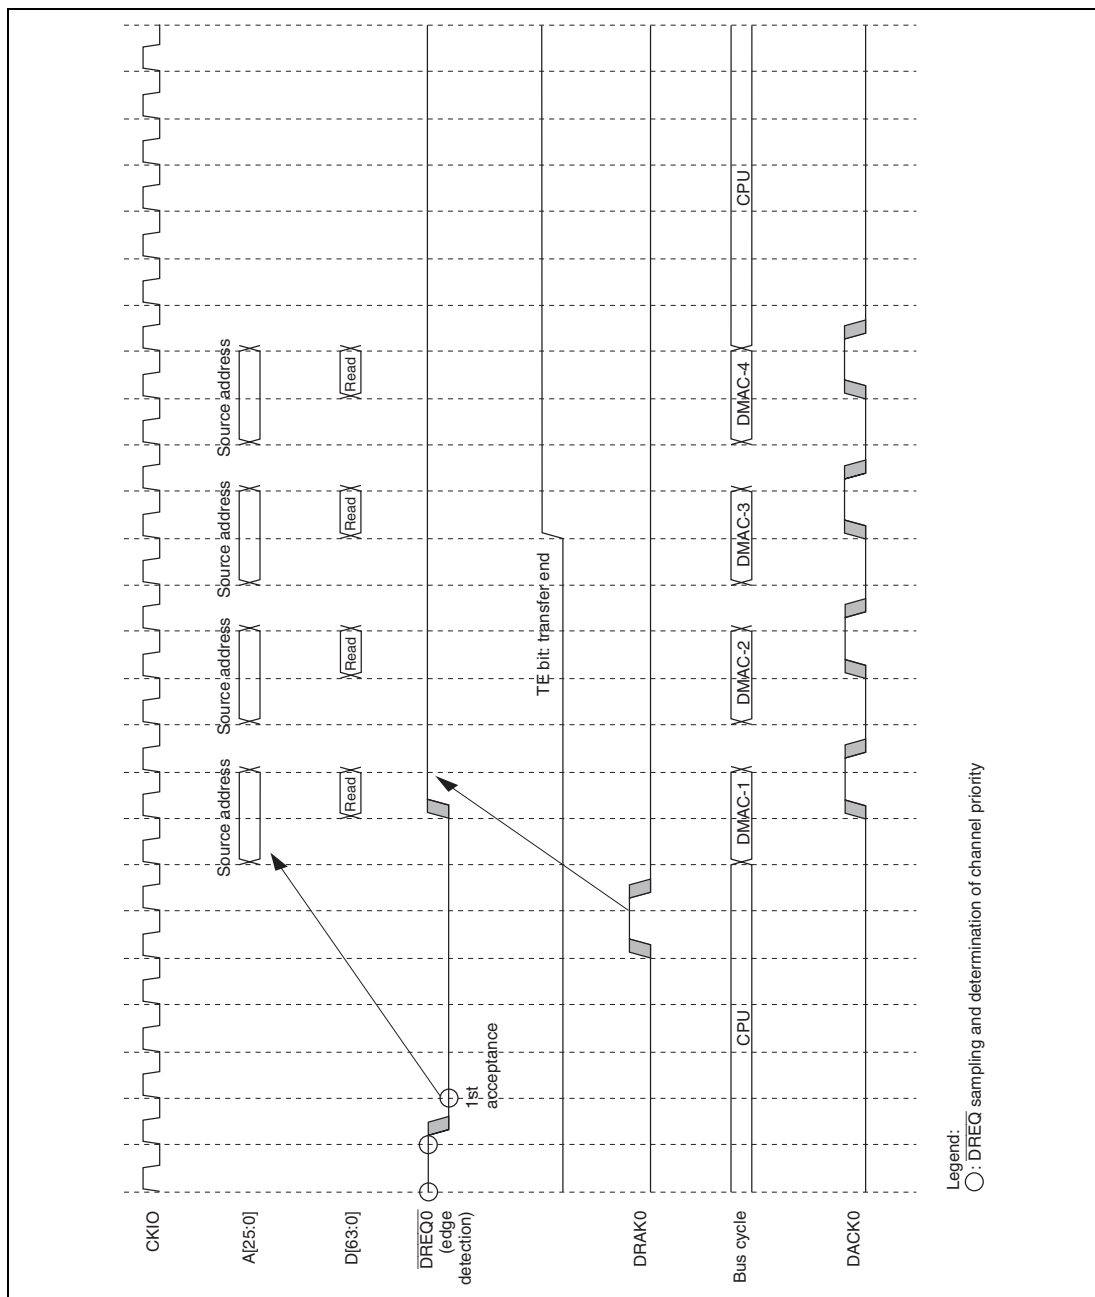 CKIO
A[25:0]
Source address
Source address
Source address
Source address
D[63:0]
Read
Read
Read
Read
DREQ0
(edge
detection)
1st
acceptance
TE bit: transfer end
DRAK0
Bus cycle
CPU
DMAC-1
DMAC-2
DMAC-3
DMAC-4
CPU
DACK0
Legend:
: DREQ sampling and determination of channel priority